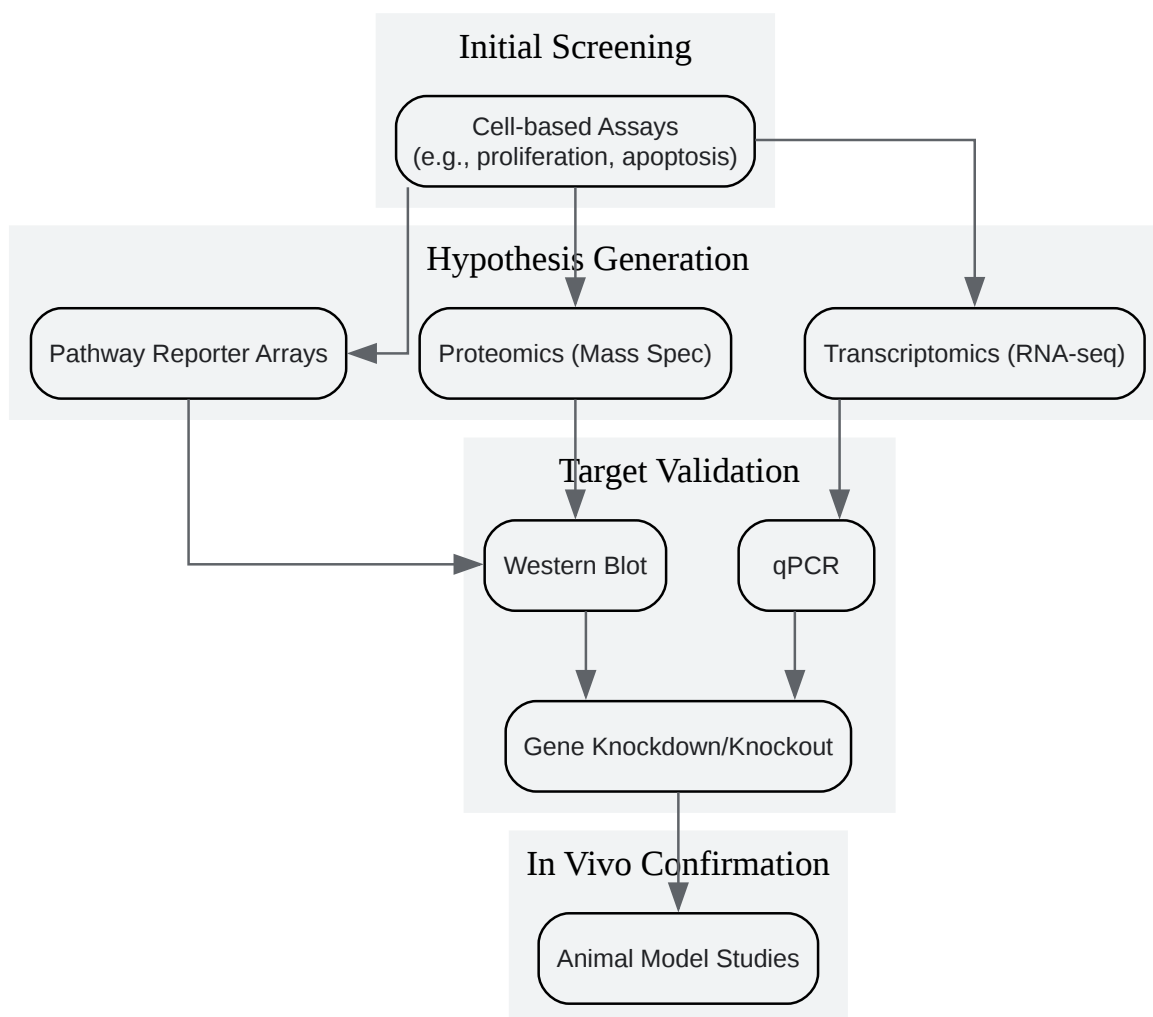 Initial Screening
Cell-based Assays
(e.g., proliferation, apoptosis)
Hypothesis Generation
Pathway Reporter Arrays
Proteomics (Mass Spec)
Transcriptomics (RNA-seq)
Target Validation
Western Blot
qPCR
Gene Knockdown/Knockout
In Vivo Confirmation
Animal Model Studies